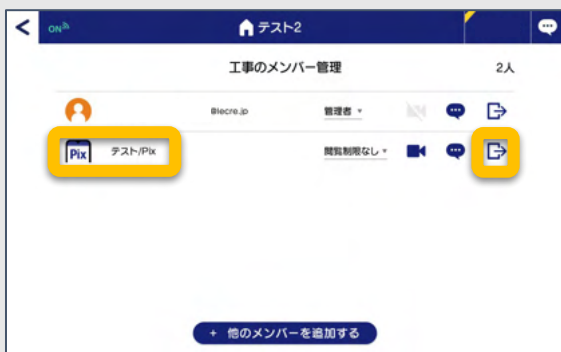 ON
テスト2
工事のメンバー管理
2人
@lecre.jp
管理者
Pix
テスト/Pix
閲覧制限なし
+ 他のメンバーを追加する